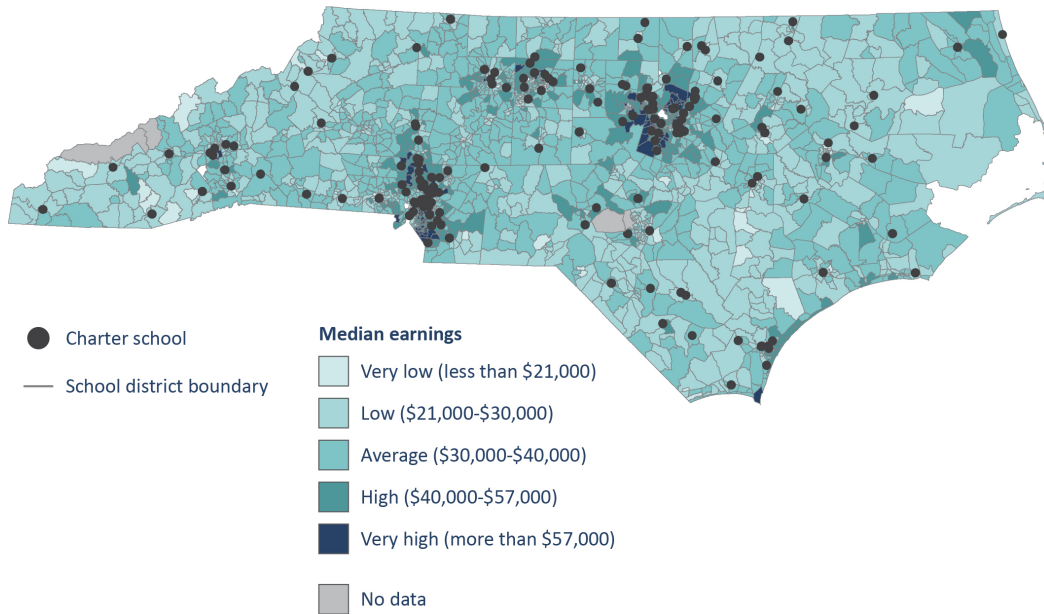 Charter school
School district boundary
Median earnings
Very low (less than $21,000)
Low ($21,000-$30,000)
Average ($30,000-$40,000)
High ($40,000-$57,000)
Very high (more than $57,000)
No data